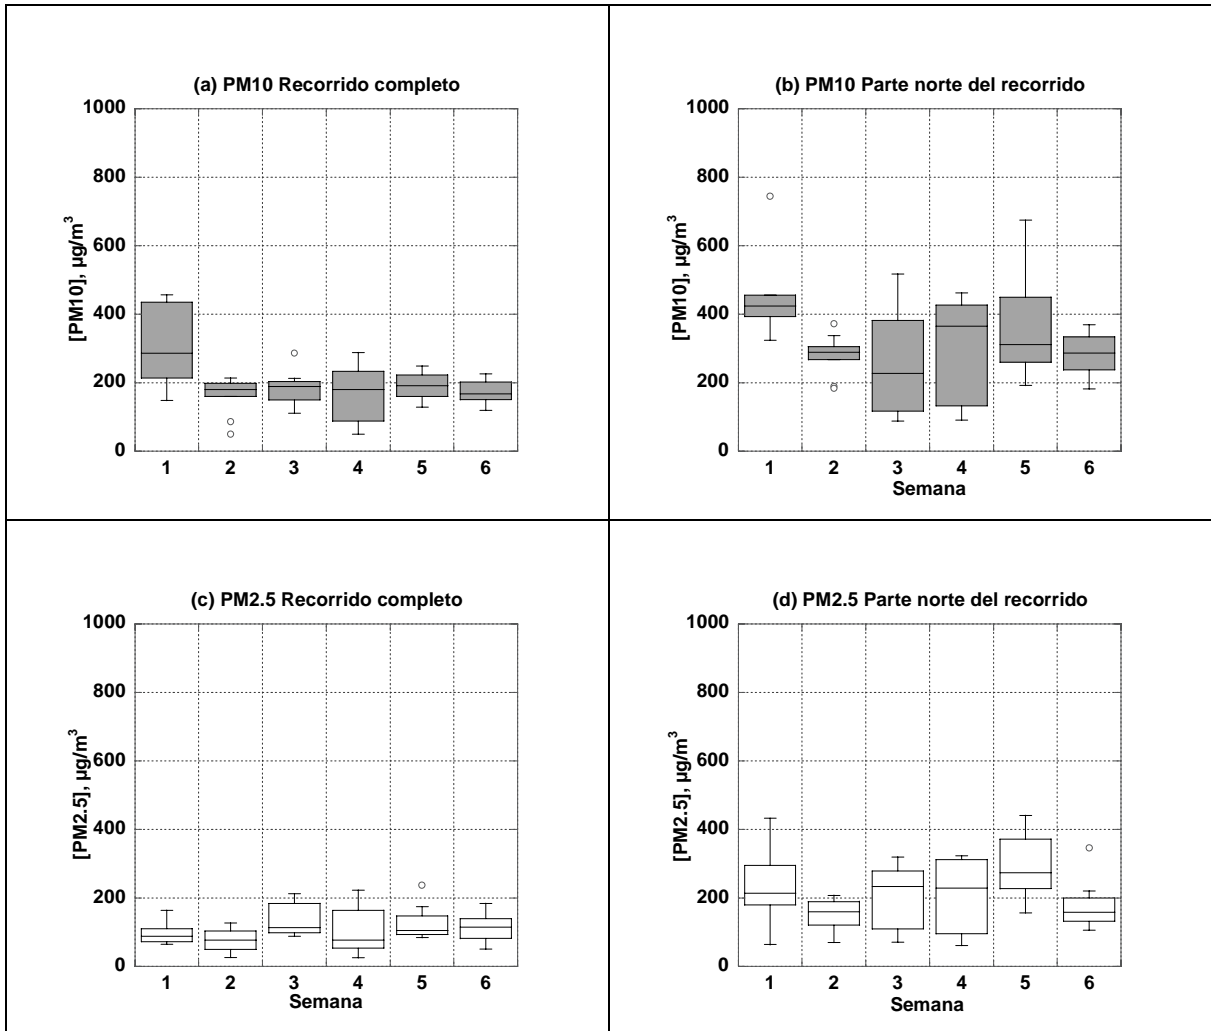 (a) PM10 Recorrido completo
1000
800
600
400
200
0
[PM10], µg/m³
1 2 3 4 5 6
(b) PM10 Parte norte del recorrido
1000
800
600
400
200
0
[PM10], µg/m³
1 2 3 4 5 6
Semana
(c) PM2.5 Recorrido completo
1000
800
600
400
200
0
[PM2.5], µg/m³
1 2 3 4 5 6
Semana
(d) PM2.5 Parte norte del recorrido
1000
800
600
400
200
0
[PM2.5], µg/m³
1 2 3 4 5 6
Semana